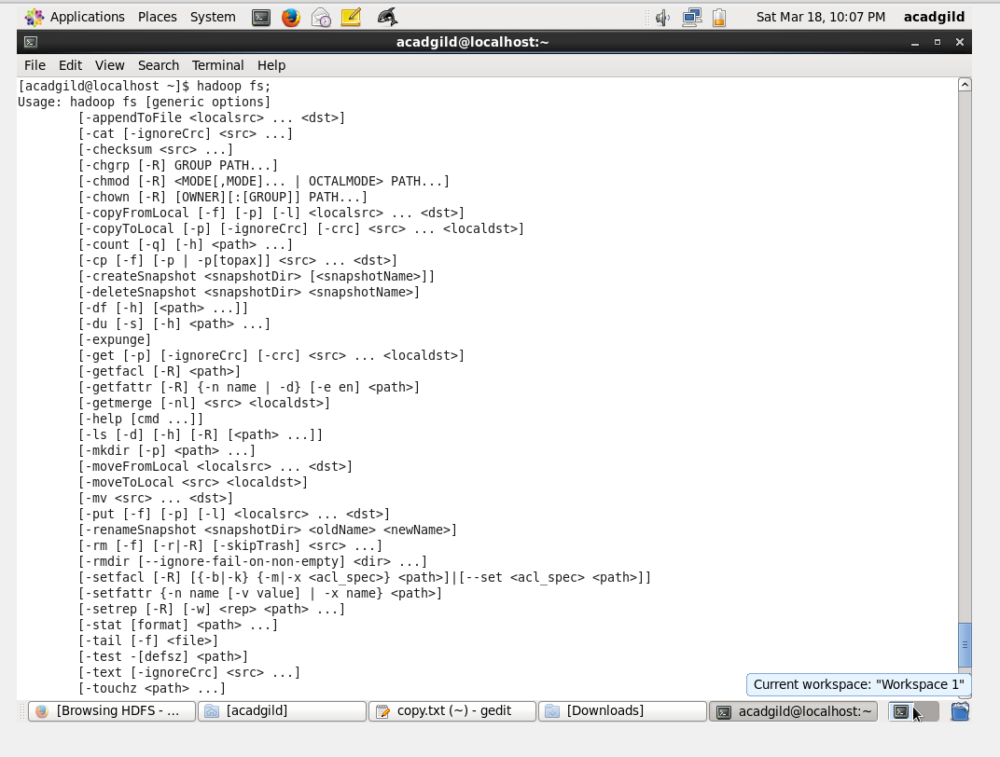 Applications Places System Sat Mar 18, 10:07 PM acadgild
acadgild@localhost:~
File Edit View Search Terminal Help
[acadgild@localhost ~]$ hadoop fs;
Usage: hadoop fs [generic options]
[-appendToFile <localsrc> ... <dst>]
[-cat [-ignoreCrc] <src> ...]
[-checksum <src> ...]
[-chgrp [-R] GROUP PATH...]
[-chmod [-R] <MODE[,MODE]... | OCTALMODE> PATH...]
[-chown [-R] [OWNER][:[GROUP]] PATH...]
[-copyFromLocal [-f] [-p] [-l] <localsrc> ... <dst>]
[-copyToLocal [-p] [-ignoreCrc] [-crc] <src> ... <localdst>]
[-count [-q] [-h] <path> ...]
[-cp [-f] [-p | -p[topax]] <src> ... <dst>]
[-createSnapshot <snapshotDir> [<snapshotName>]]
[-deleteSnapshot <snapshotDir> <snapshotName>]
[-df [-h] [<path> ...]]
[-du [-s] [-h] <path> ...]
[-expunge]
[-get [-p] [-ignoreCrc] [-crc] <src> ... <localdst>]
[-getfacl [-R] <path>]
[-getfattr [-R] {-n name | -d} [-e en] <path>]
[-getmerge [-nl] <src> <localdst>]
[-help [cmd ...]]
[-ls [-d] [-h] [-R] [<path> ...]]
[-mkdir [-p] <path> ...]
[-moveFromLocal <localsrc> ... <dst>]
[-moveToLocal <src> <localdst>]
[-mv <src> ... <dst>]
[-put [-f] [-p] [-l] <localsrc> ... <dst>]
[-renameSnapshot <snapshotDir> <oldName> <newName>]
[-rm [-f] [-r|-R] [-skipTrash] <src> ...]
[-rmdir [--ignore-fail-on-non-empty] <dir> ...]
[-setfacl [-R] [{-b|-k} {-m|-x <acl_spec>} <path>]|[--set <acl_spec> <path>]]
[-setfattr {-n name [-v value] | -x name} <path>]
[-setrep [-R] [-w] <rep> <path> ...]
[-stat [format] <path> ...]
[-tail [-f] <file>]
[-test -[defsz] <path>]
[-text [-ignoreCrc] <src> ...]
[-touchz <path> ...]
Current workspace: "Workspace 1"
[Browsing HDFS - ... [acadgild] copy.txt (~) - gedit [Downloads] acadgild@localhost:~